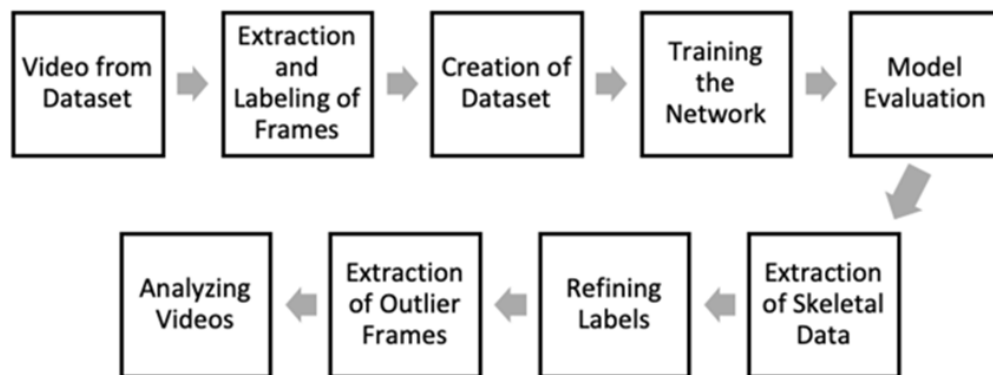 Video from
Dataset
Extraction
and
Labeling of
Frames
Creation of
Dataset
Training
the
Network
Model
Evaluation
Extraction
of Skeletal
Data
Refining
Labels
Extraction
of Outlier
Frames
Analyzing
Videos